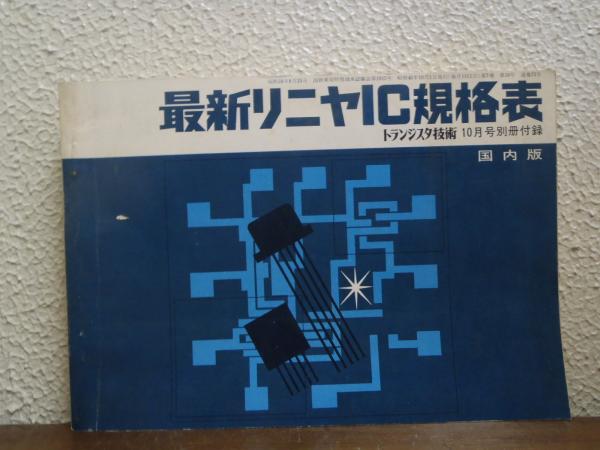 最新リニヤIC規格表
トランジスタ技術 10月号別冊付録
国内版